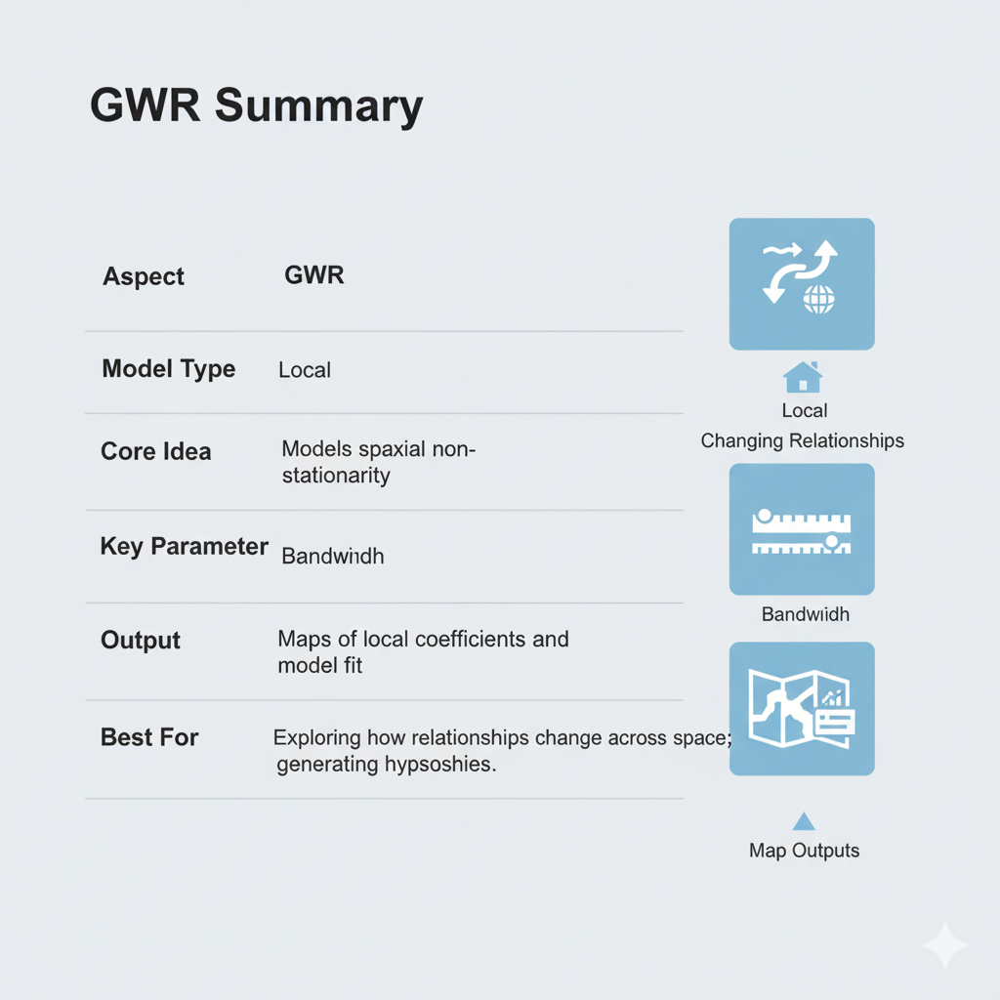 GWR Summary
Aspect GWR
Model Type Local
Core Idea Models spaxial non-
stationarity
Key Parameter Bandwıɪdh
Output Maps of local coefficients and
model fit
Best For Exploring how relationships change across space;
generating hypsoshies.
Local
Changing Relationships
Bandwıidh
Map Outputs